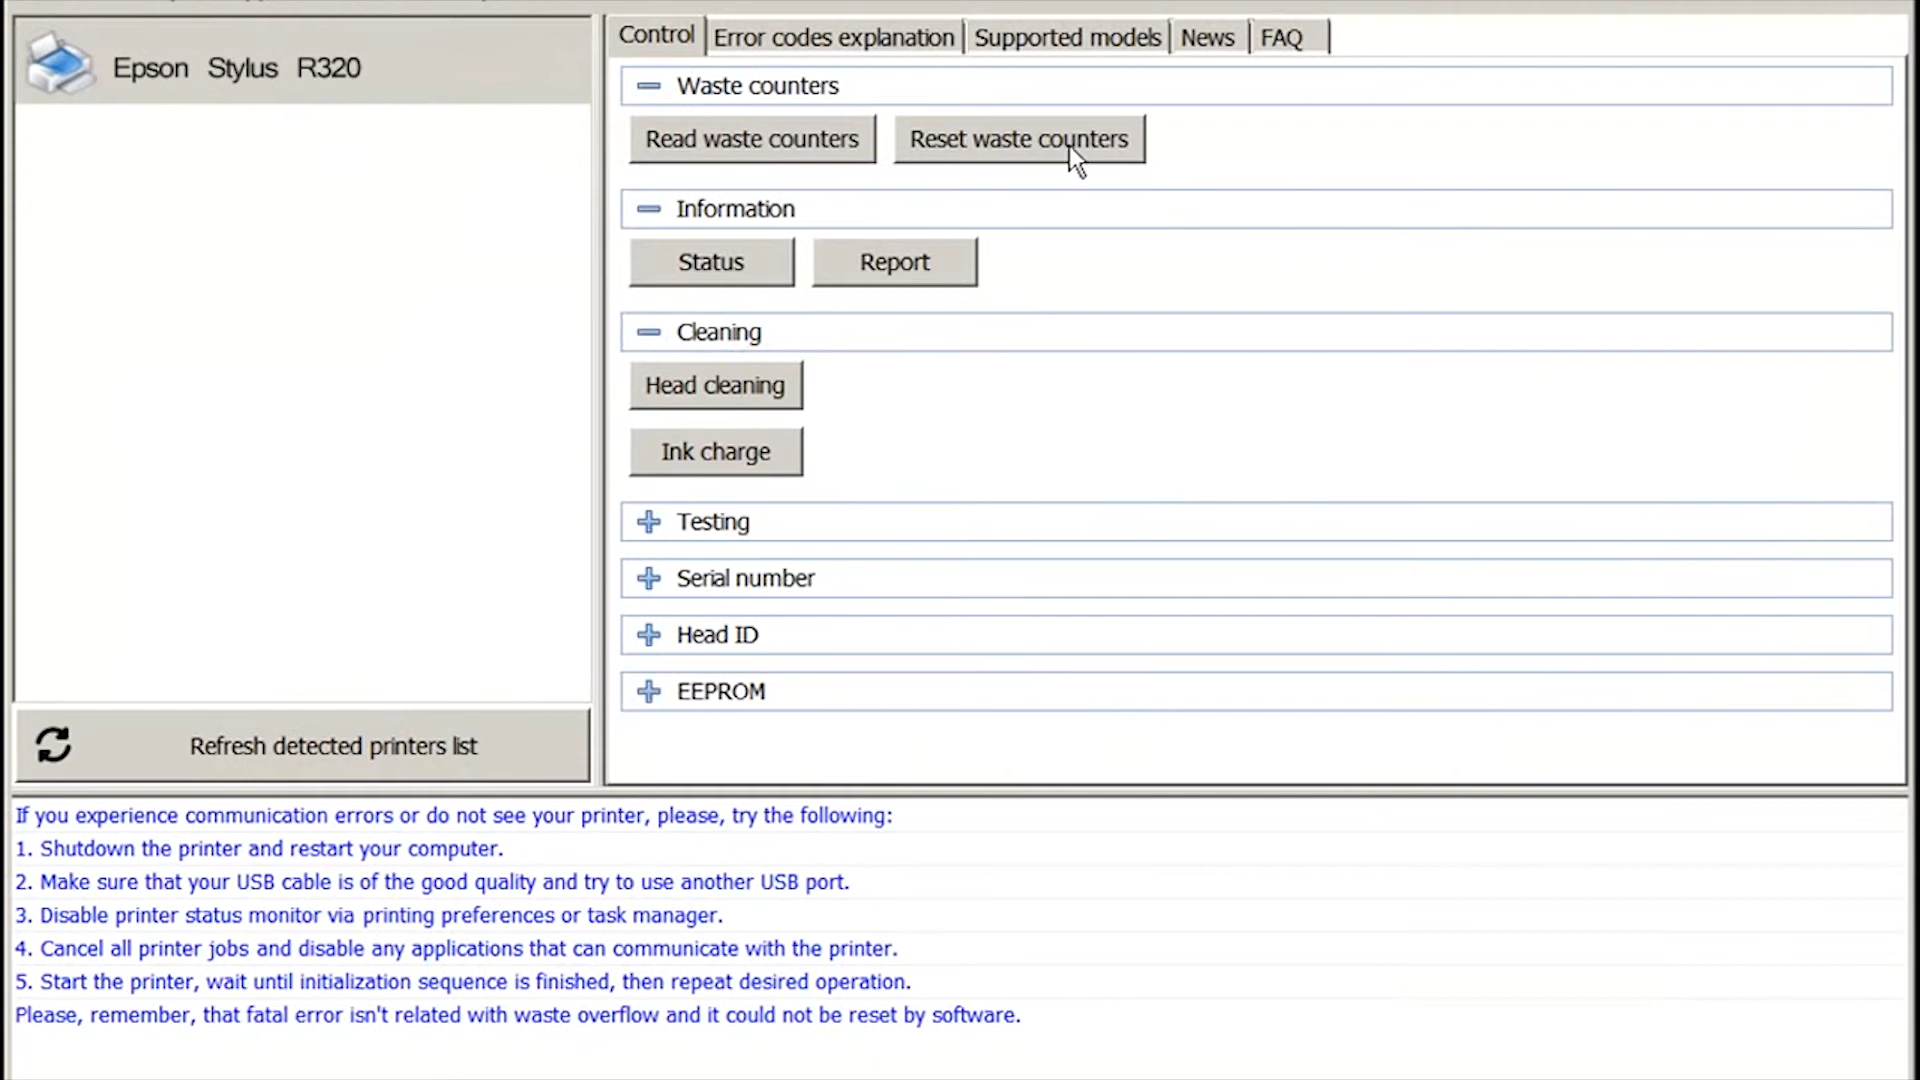 Epson Stylus R320
Control
Error codes explanation
Supported models
News
FAQ
Waste counters
Read waste counters
Reset waste counters
Information
Status
Report
Cleaning
Head cleaning
Ink charge
Testing
Serial number
Head ID
EEPROM
Refresh detected printers list
If you experience communication errors or do not see your printer, please, try the following:
1. Shutdown the printer and restart your computer.
2. Make sure that your USB cable is of the good quality and try to use another USB port.
3. Disable printer status monitor via printing preferences or task manager.
4. Cancel all printer jobs and disable any applications that can communicate with the printer.
5. Start the printer, wait until initialization sequence is finished, then repeat desired operation.
Please, remember, that fatal error isn't related with waste overflow and it could not be reset by software.